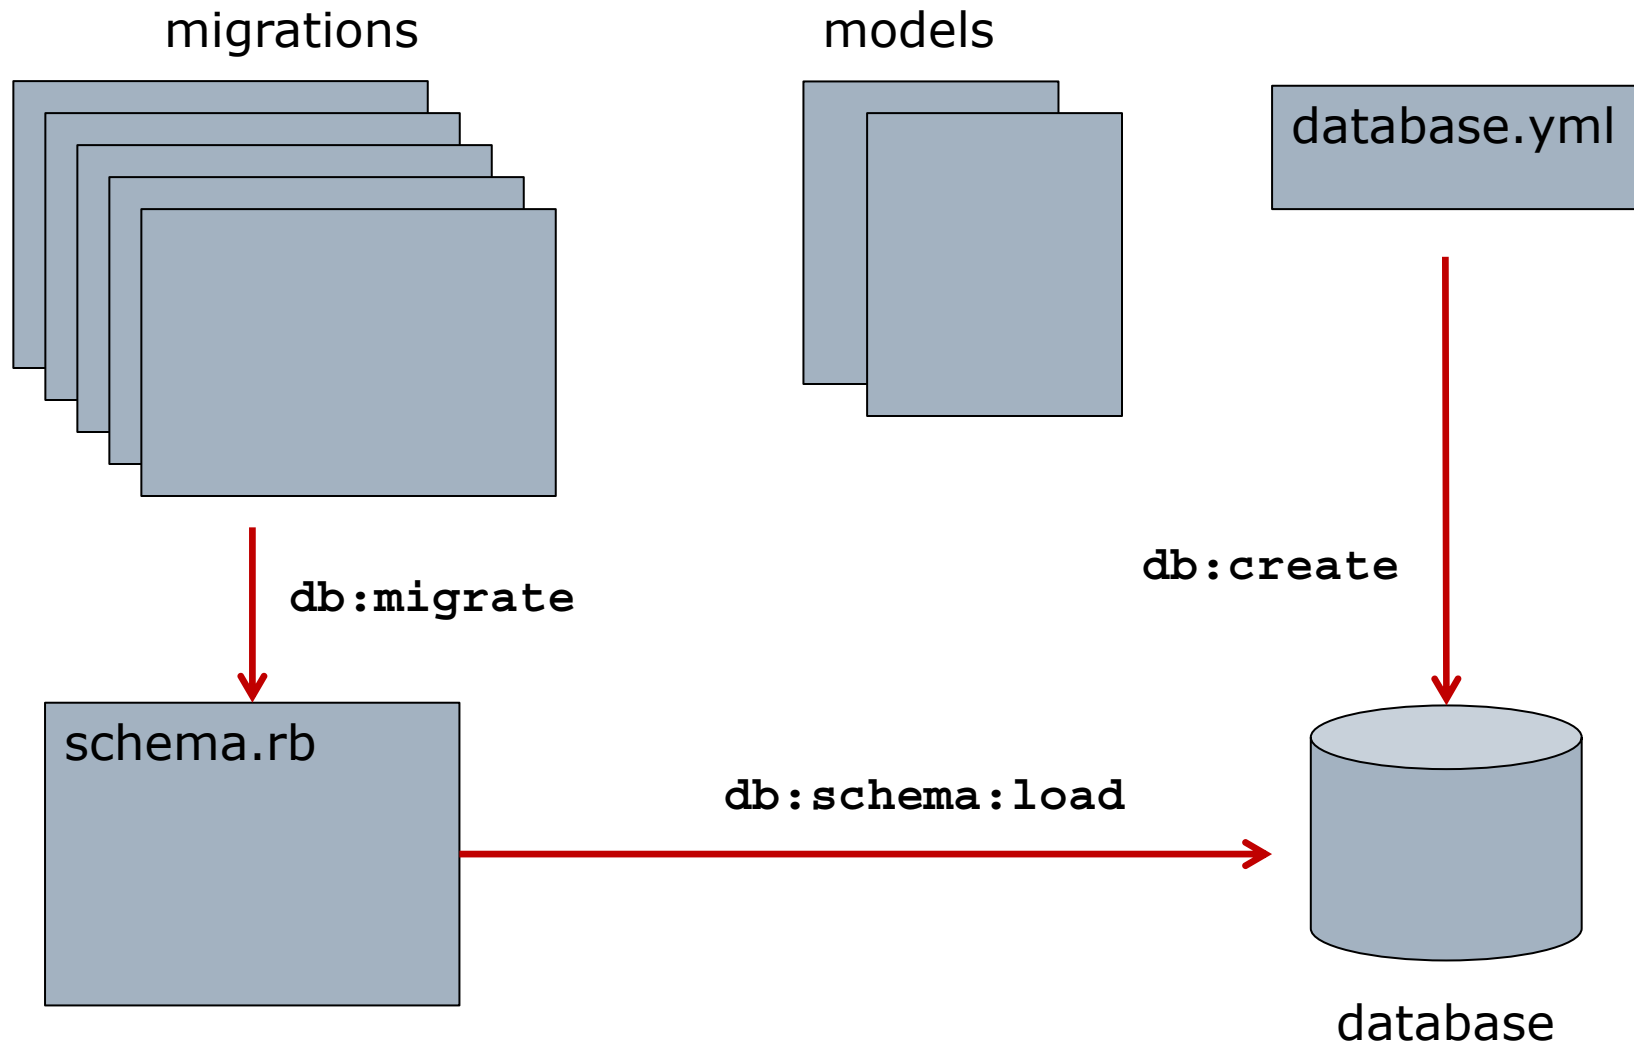 migrations
models
database.yml
db:create
db:migrate
schema.rb
db:schema:load
database